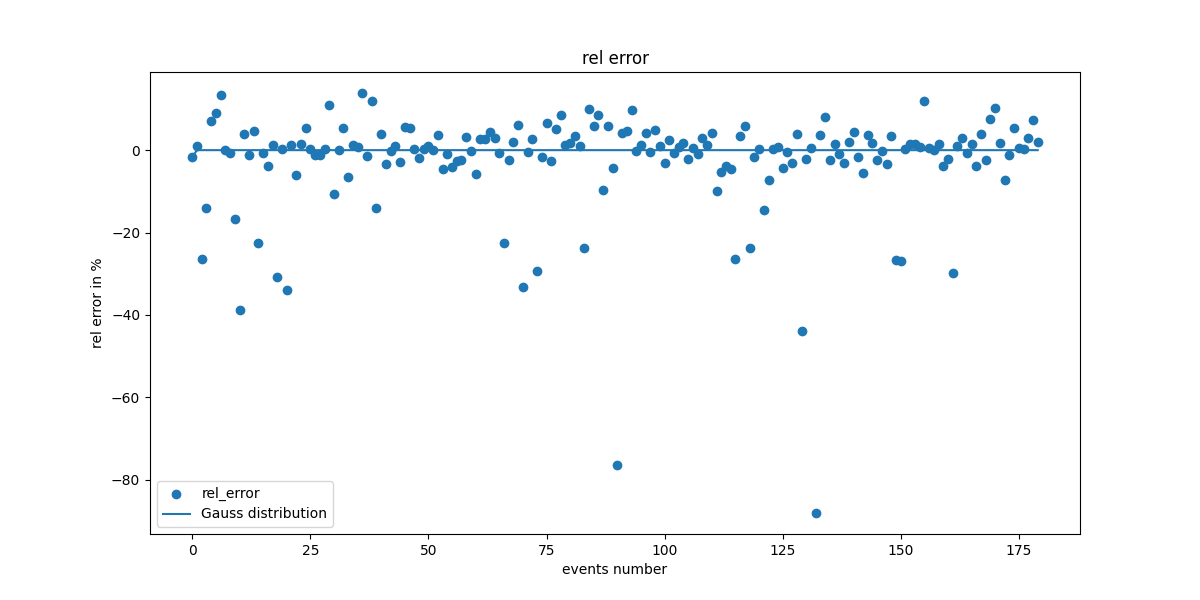 rel error
0
−20
−40
−60
−80
rel error in %
rel_error
Gauss distribution
0 25 50 75 100 125 150 175
events number